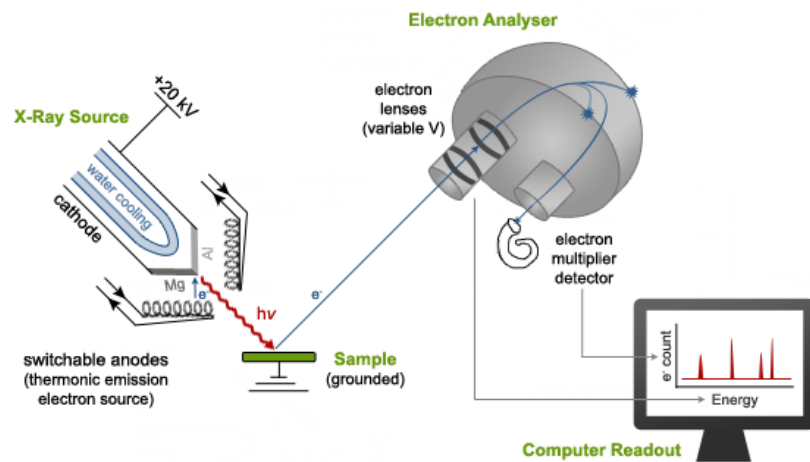 Electron Analyser
+20 kV
X-Ray Source
electron
lenses
(variable V)
water cooling
cathode
Al
Mg
e-
hν
e-
electron
multiplier
detector
switchable anodes
(thermonic emission
electron source)
Sample
(grounded)
e- count
Energy
Computer Readout